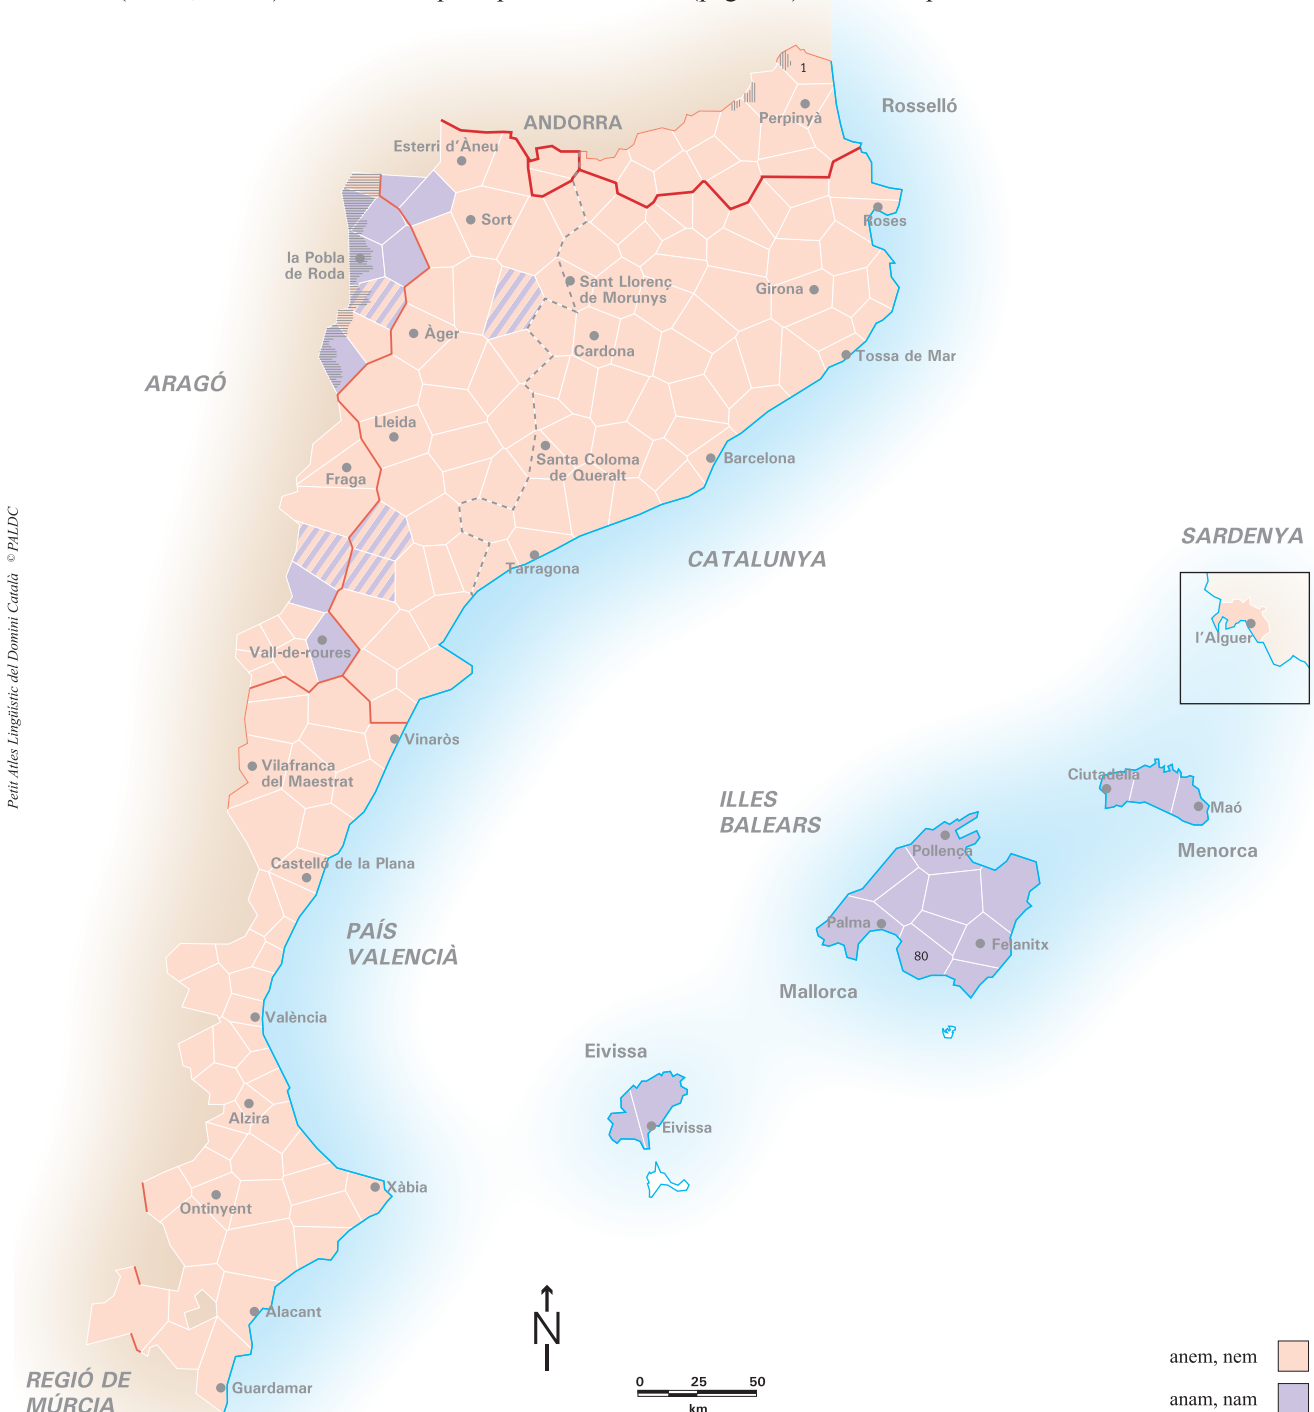 1
Rosselló
Perpinyà
ANDORRA
Esterri d'Àneu
Sort
Roses
la Pobla
de Roda
Sant Llorenç
de Morunys
Girona
Àger
Cardona
Tossa de Mar
ARAGÓ
Lleida
Santa Coloma
de Queralt
Barcelona
Fraga
Petit Atles Lingüístic del Domini Català © PALDC
CATALUNYA
SARDENYA
Tarragona
l'Alguer
Vall-de-roures
Vinaròs
Vilafranca
del Maestrat
ILLES
BALEARS
Ciutadella
Maó
Menorca
Pollença
Castelló de la Plana
PAÍS
VALENCIÀ
Palma
Felanitx
80
Mallorca
València
Eivissa
Alzira
Eivissa
Xàbia
Ontinyent
Alacant
N
REGIÓ DE
MÚRCIA
Guardamar
0 25 50
km
anem, nem
anam, nam